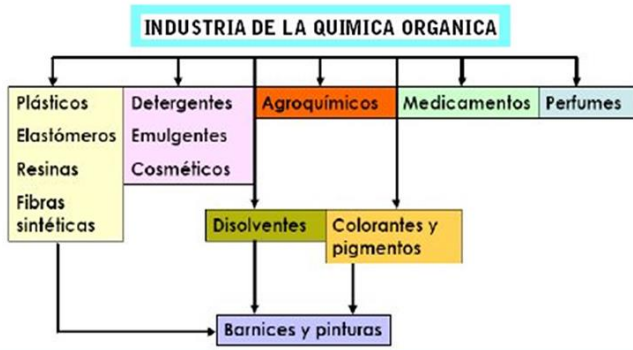 INDUSTRIA DE LA QUIMICA ORGANICA
Plásticos
Elastómeros
Resinas
Fibras
sintéticas
Detergentes
Emulgentes
Cosméticos
Agroquímicos
Medicamentos
Perfumes
Disolventes
Colorantes y
pigmentos
Barnices y pinturas